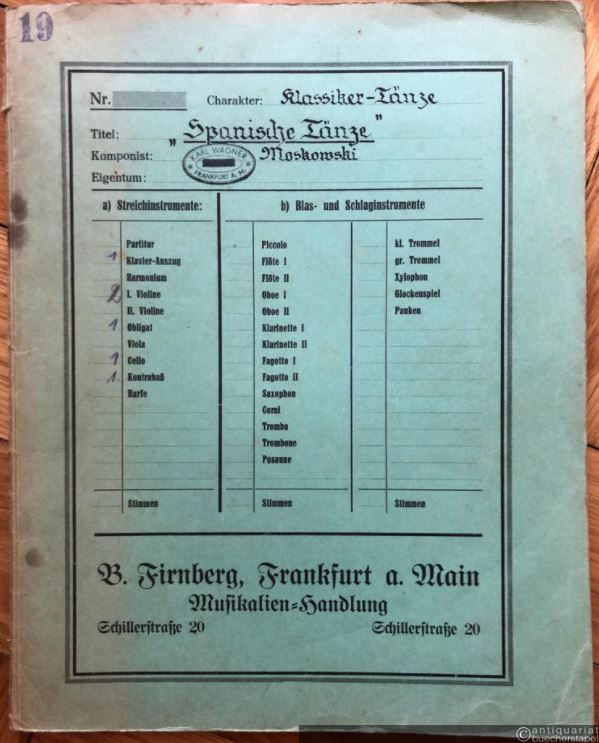 19
Nr. Charakter: Klassiker-Tänze
Titel: „Spanische Tänze"
Komponist: Moskowski
KARL WAGNER
FRANKFURT A. M.
Eigentum:
a) Streichinstrumente:
Partitur
1 Klavier-Auszug
Harmonium
2 I. Violine
II. Violine
1 Obligat
Viola
1 Cello
1 Kontrabaß
Harfe
Stimmen
b) Blas- und Schlaginstrumente
Piccolo
Flöte I
Flöte II
Oboe I
Oboe II
Klarinette I
Klarinette II
Fagotto I
Fagotto II
Saxophon
Corni
Tromba
Trombone
Posaune
Stimmen
kl. Trommel
gr. Trommel
Xylophon
Glockenspiel
Pauken
Stimmen
B. Firnberg, Frankfurt a. Main
Musikalien-Handlung
Schillerstraße 20 Schillerstraße 20
©antiquariat
buecherstapel